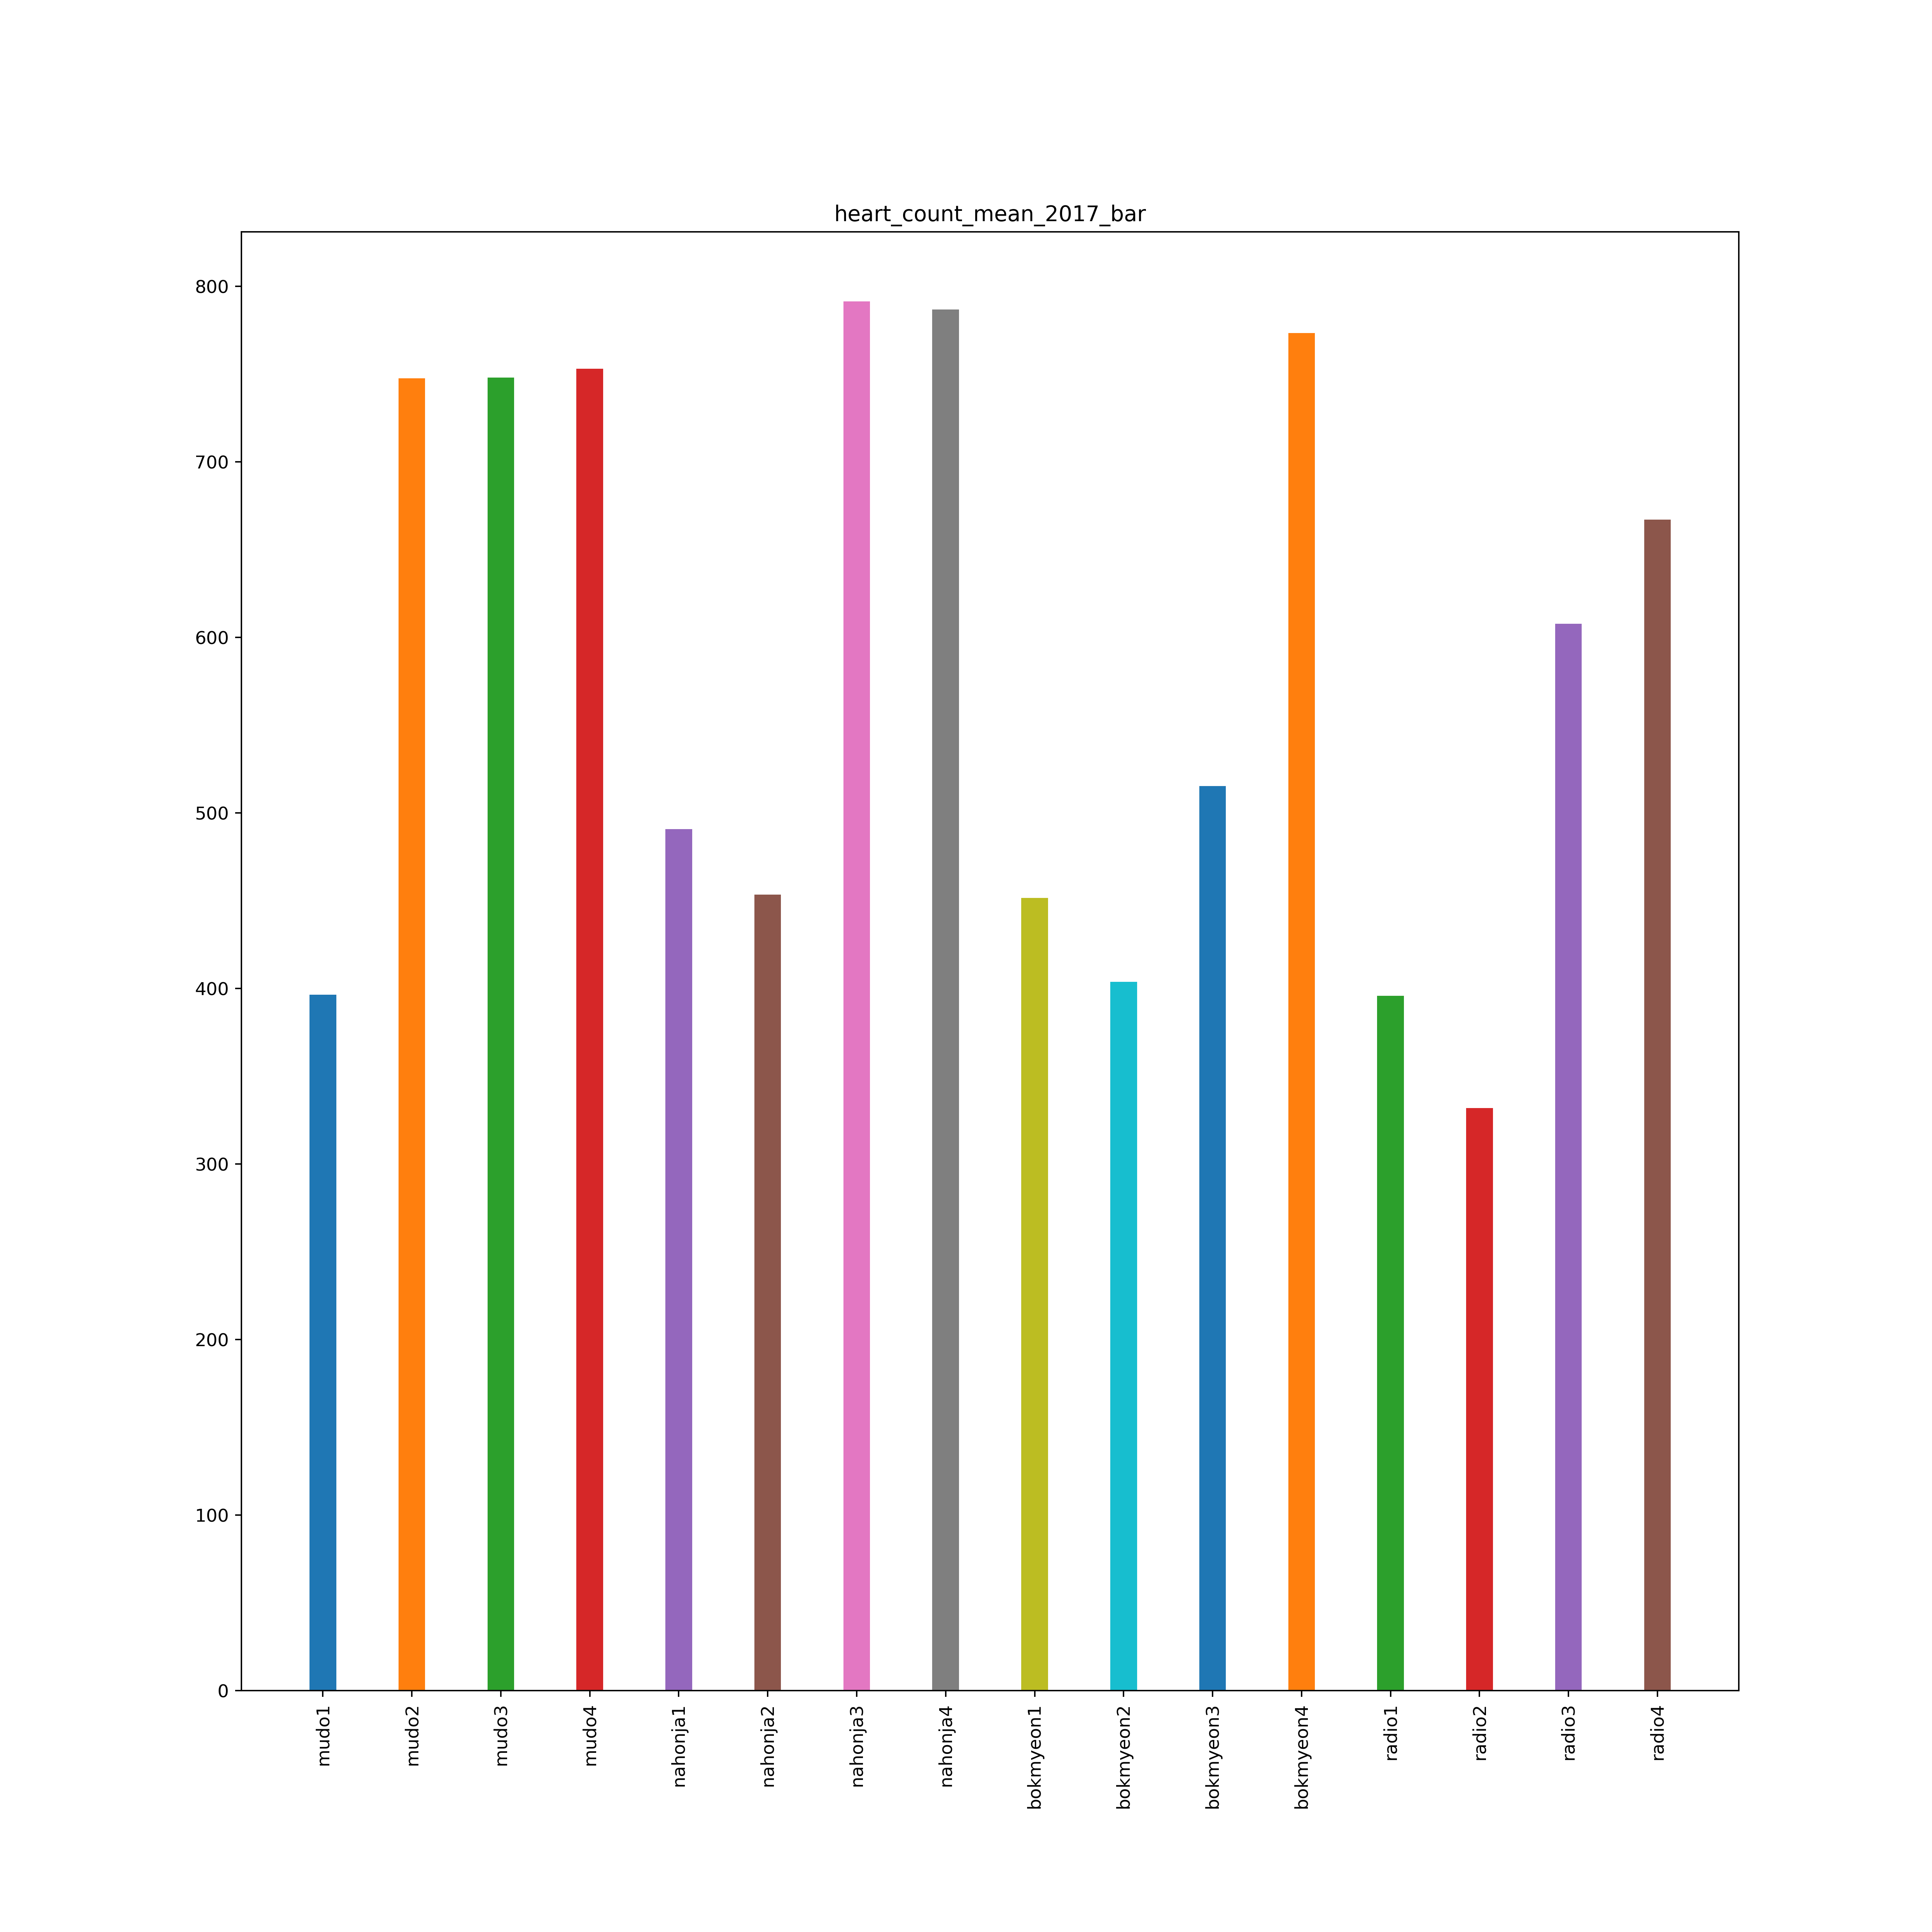 heart_count_mean_2017_bar
800
700
600
500
400
300
200
100
0
mudo1
mudo2
mudo3
mudo4
nahonja1
nahonja2
nahonja3
nahonja4
bokmyeon1
bokmyeon2
bokmyeon3
bokmyeon4
radio1
radio2
radio3
radio4